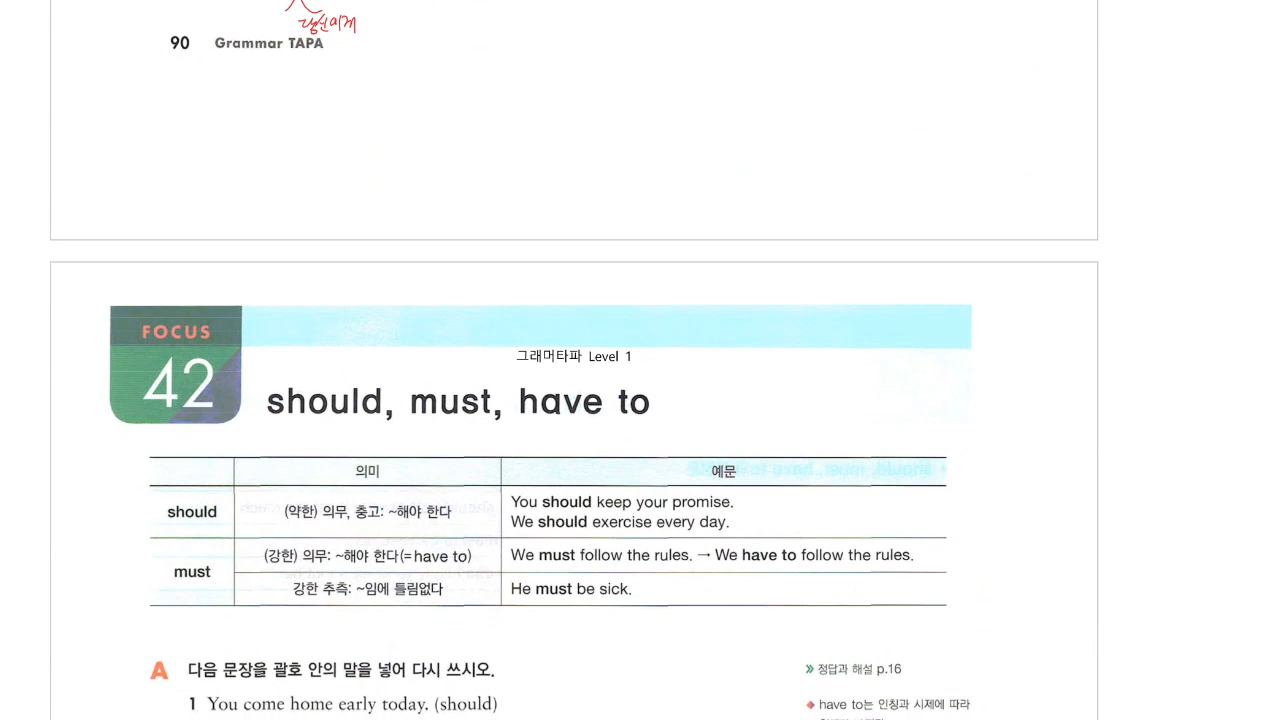 당신에게
90 Grammar TAPA
FOCUS
42
그래머타파 Level 1
should, must, have to
의미 예문
should (약한) 의무, 충고: ~해야 한다 You should keep your promise.
We should exercise every day.
must (강한) 의무: ~해야 한다(= have to) We must follow the rules. → We have to follow the rules.
강한 추측: ~임에 틀림없다 He must be sick.
A 다음 문장을 괄호 안의 말을 넣어 다시 쓰시오. » 정답과 해설 p.16
1 You come home early today. (should) ◆ have to는 인칭과 시제에 따라